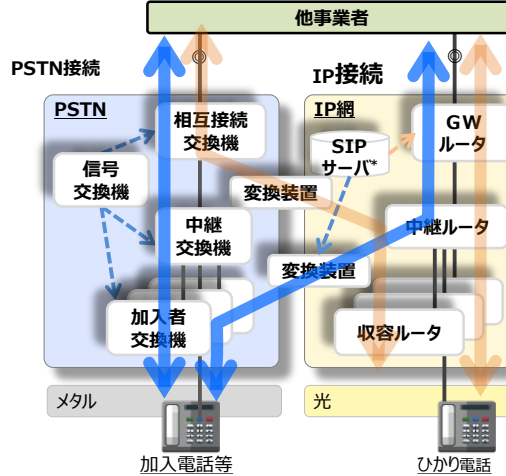 他事業者
PSTN接続
IP接続
PSTN
相互接続
交換機
信号
交換機
変換装置
中継
交換機
加入者
交換機
IP網
SIP
サーバ*
GW
ルータ
中継ルータ
変換装置
収容ルータ
メタル
光
加入電話等
ひかり電話